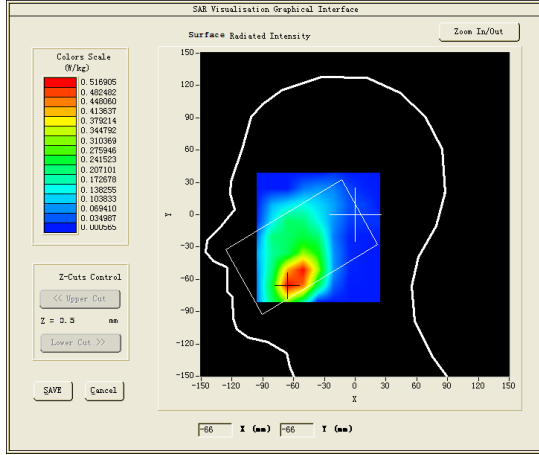 SAR Visualisation Graphical Interface
Surface Radiated Intensity
Zoom In/Out
Colors Scale
(W/kg)
0.516905
0.482482
0.448060
0.413637
0.379214
0.344792
0.310369
0.275946
0.241523
0.207101
0.172678
0.138255
0.103833
0.069410
0.034987
0.000565
Z-Cuts Control
<< Upper Cut
Z = 3.5 mm
Lower Cut >>
SAVE Cancel
150
120
90
60
30
0
-30
-60
-90
-120
-150
Y
-150 -120 -90 -60 -30 0 30 60 90 120 150
X
-66 X (mm) -66 Y (mm)